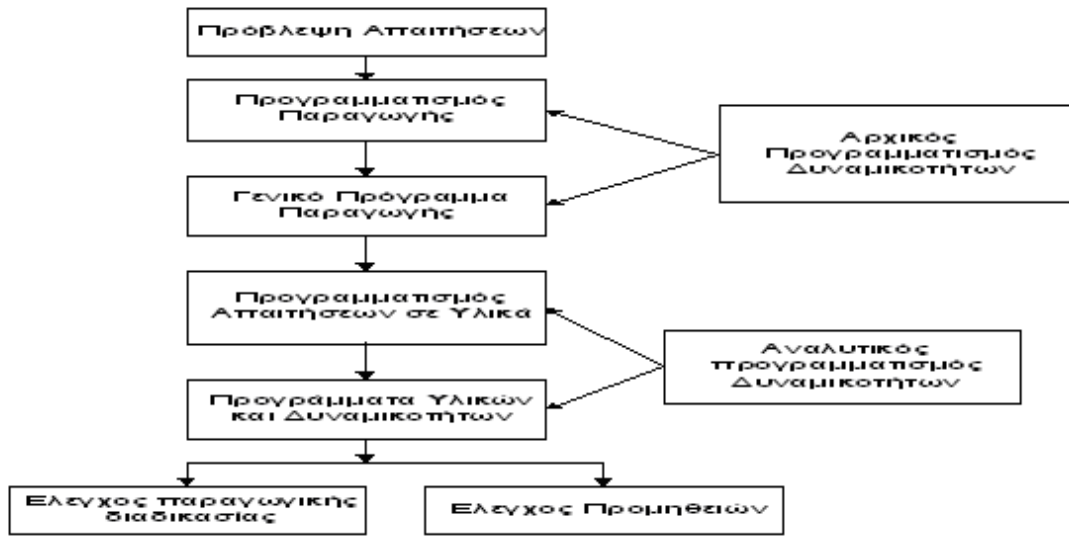 Πρόβλεψη Απαιτήσεων
Προγραμματισμός
Παραγωγής
Αρχικός
Προγραμματισμός
Δυναμικοτήτων
Γενικό Πρόγραμμα
Παραγωγής
Προγραμματισμός
Απαιτήσεων σε Υλικά
Αναλυτικός
προγραμματισμός
Δυναμικοτήτων
Προγράμματα Υλικών
και Δυναμικοτήτων
Ελεγχος παραγωγικής
διαδικασίας
Ελεγχος Προμηθειών